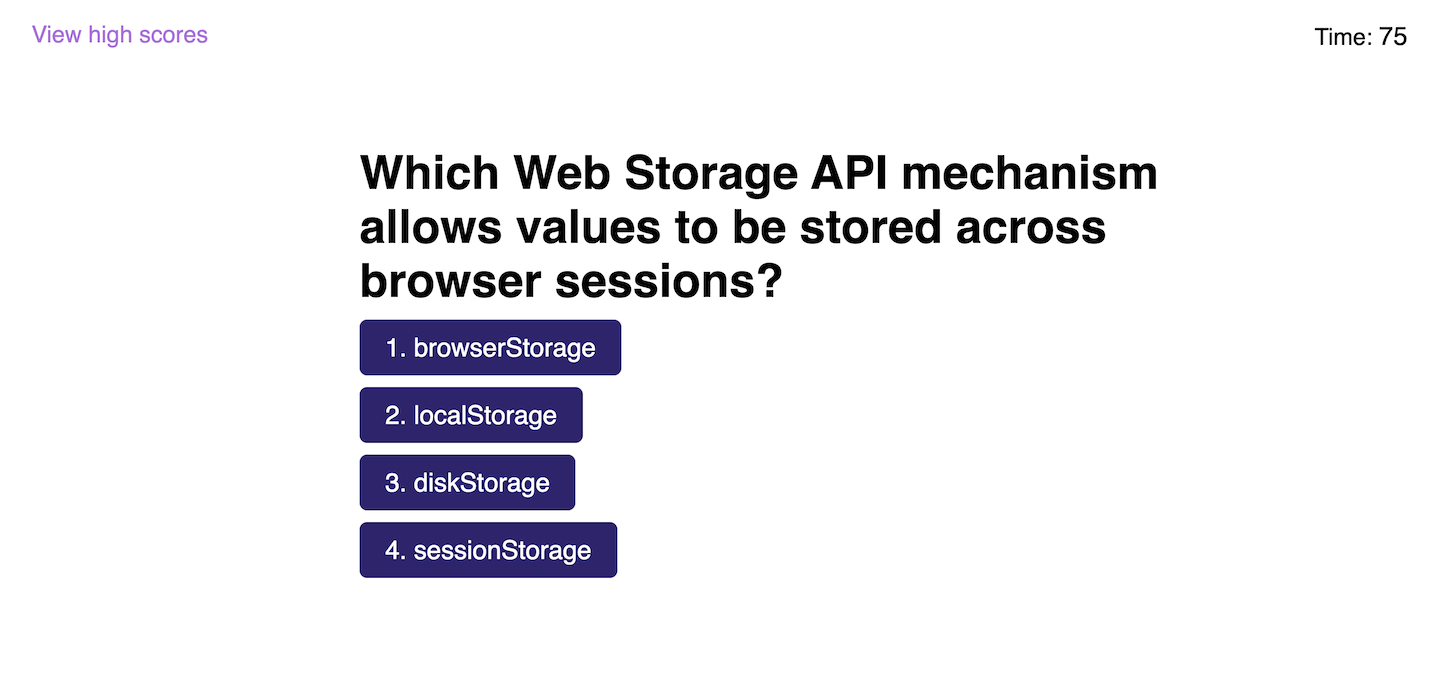 View high scores
Time: 75
Which Web Storage API mechanism
allows values to be stored across
browser sessions?
1. browserStorage
2. localStorage
3. diskStorage
4. sessionStorage